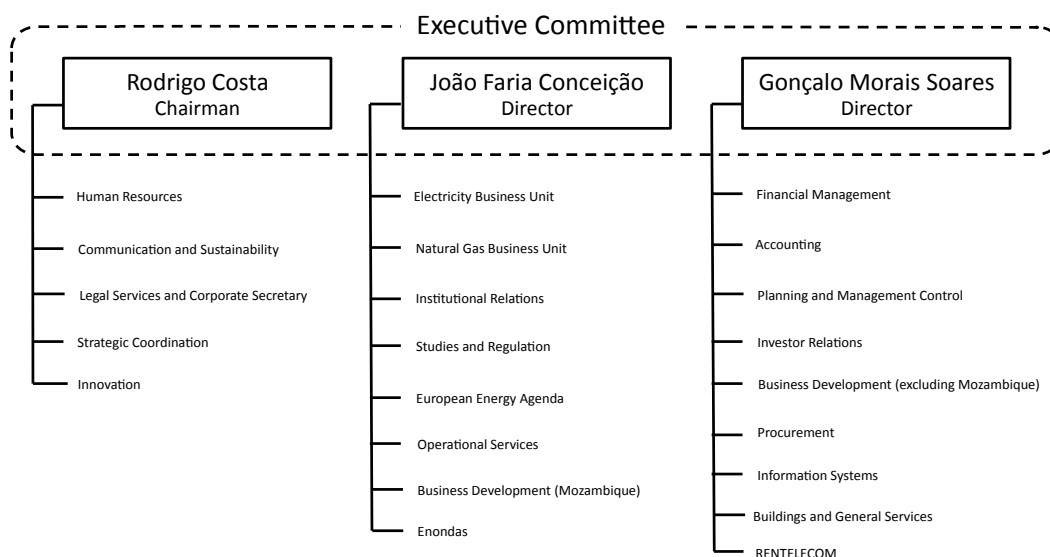 Executive Committee
Rodrigo Costa
Chairman
João Faria Conceição
Director
Gonçalo Morais Soares
Director
Human Resources
Communication and Sustainability
Legal Services and Corporate Secretary
Strategic Coordination
Innovation
Electricity Business Unit
Natural Gas Business Unit
Institutional Relations
Studies and Regulation
European Energy Agenda
Operational Services
Business Development (Mozambique)
Enondas
Financial Management
Accounting
Planning and Management Control
Investor Relations
Business Development (excluding Mozambique)
Procurement
Information Systems
Buildings and General Services
RENTELECOM